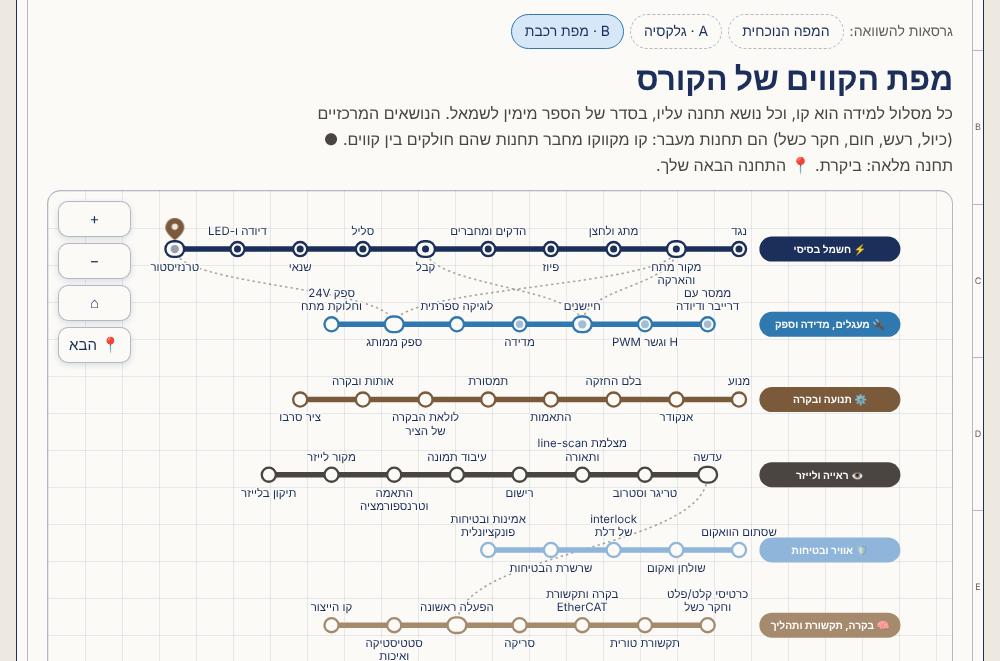 גרסאות להשוואה:
המפה הנוכחית
A · גלקסיה
B · מפת רכבת
מפת הקווים של הקורס
כל מסלול למידה הוא קו, וכל נושא תחנה עליו, בסדר של הספר מימין לשמאל. הנושאים המרכזיים
(כיול, רעש, חום, חקר כשל) הם תחנות מעבר: קו מקווקו מחבר תחנות שהם חולקים בין קווים. ●
תחנה מלאה: ביקרת. 📍 התחנה הבאה שלך.
+
−
⌂
📍 הבא
⚡ חשמל בסיסי
נגד
מקור מתח
והארקה
מתג ולחצן
פיוז
הדקים ומחברים
קבל
סליל
שנאי
דיודה ו-LED
טרנזיסטור
🔌 מעגלים, מדידה וספק
ממסר עם
דרייבר ודיודה
H וגשר PWM
חיישנים
מדידה
לוגיקה ספרתית
ספק ממותג
ספק 24V
וחלוקת מתח
⚙️ תנועה ובקרה
מנוע
אנקודר
בלם החזקה
התאמות
תמסורת
לולאת הבקרה
של הציר
אותות ובקרה
ציר סרבו
👁 ראייה ולייזר
עדשה
טריגר וסטרוב
מצלמת line-scan
ותאורה
רישום
עיבוד תמונה
התאמה
וטרנספורמציה
מקור לייזר
תיקון בלייזר
🛡 אוויר ובטיחות
שסתום הוואקום
שולחן ואקום
interlock
של דלת
שרשרת הבטיחות
אמינות ובטיחות
פונקציונלית
🧠 בקרה, תקשורת ותהליך
כרטיסי קלט/פלט
וחקר כשל
תקשורת טורית
בקרה ותקשורת
EtherCAT
סריקה
הפעלה ראשונה
סטטיסטיקה
ואיכות
קו הייצור
B
C
D
E